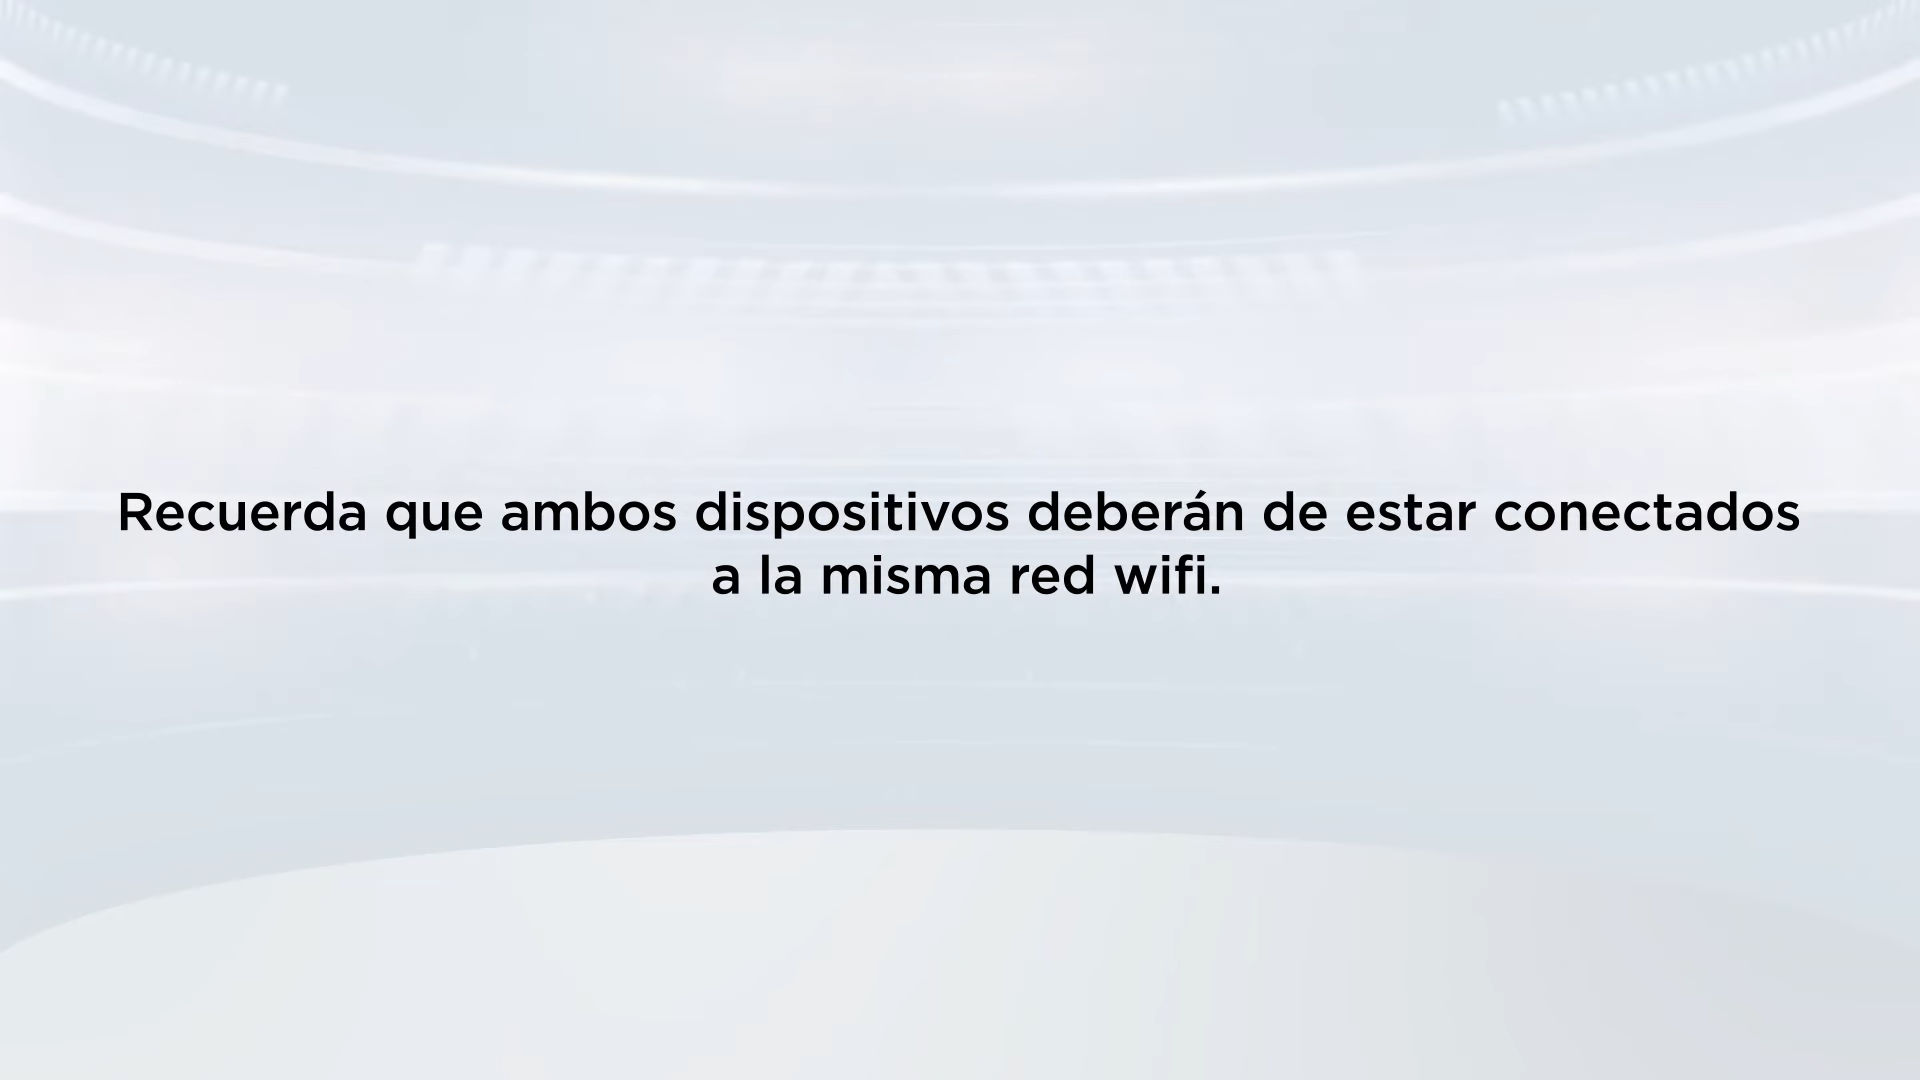 Recuerda que ambos dispositivos deberán de estar conectados
a la misma red wifi.